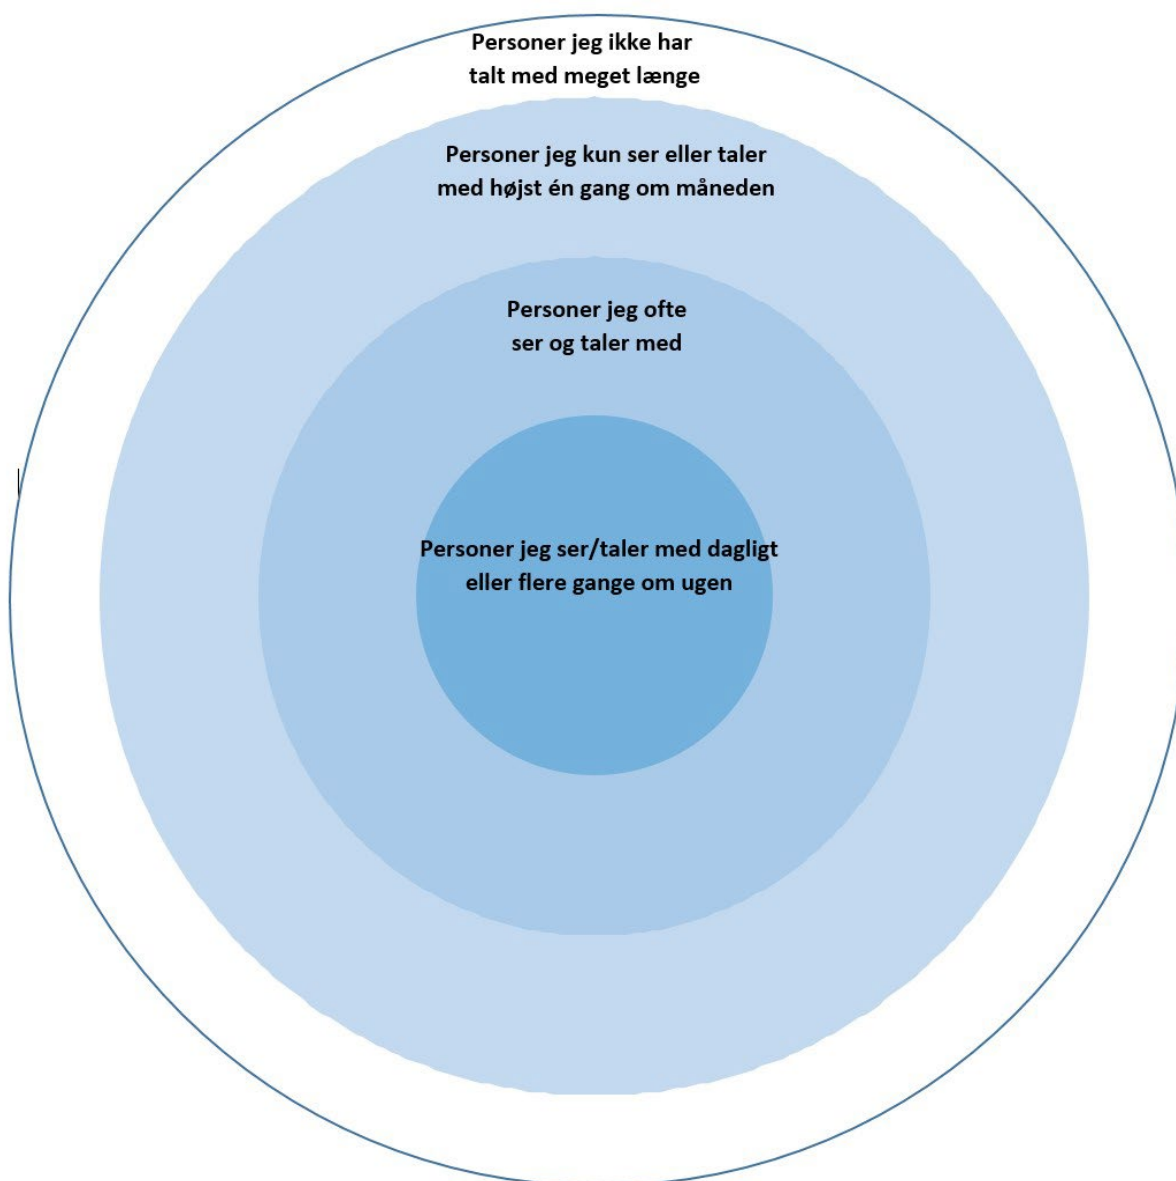 Personer jeg ikke har
talt med meget længe
Personer jeg kun ser eller taler
med højst én gang om måneden
Personer jeg ofte
ser og taler med
Personer jeg ser/taler med dagligt
eller flere gange om ugen